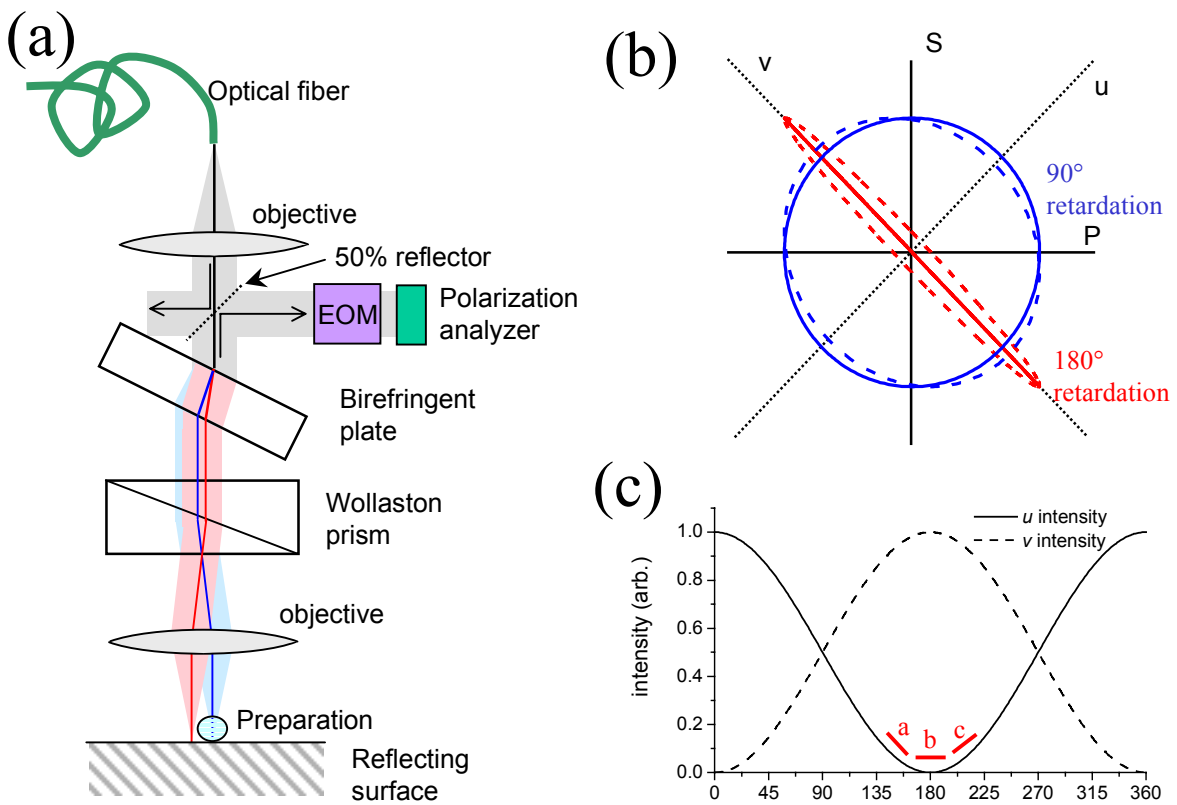 (a)
Optical fiber
objective
50% reflector
EOM
Polarization
analyzer
Birefringent
plate
Wollaston
prism
objective
Preparation
Reflecting
surface
(b)
S
v
u
90°
retardation
P
180°
retardation
(c)
u intensity
v intensity
intensity (arb.)
1.0
0.8
0.6
0.4
0.2
0.0
a
b
c
0 45 90 135 180 225 270 315 360